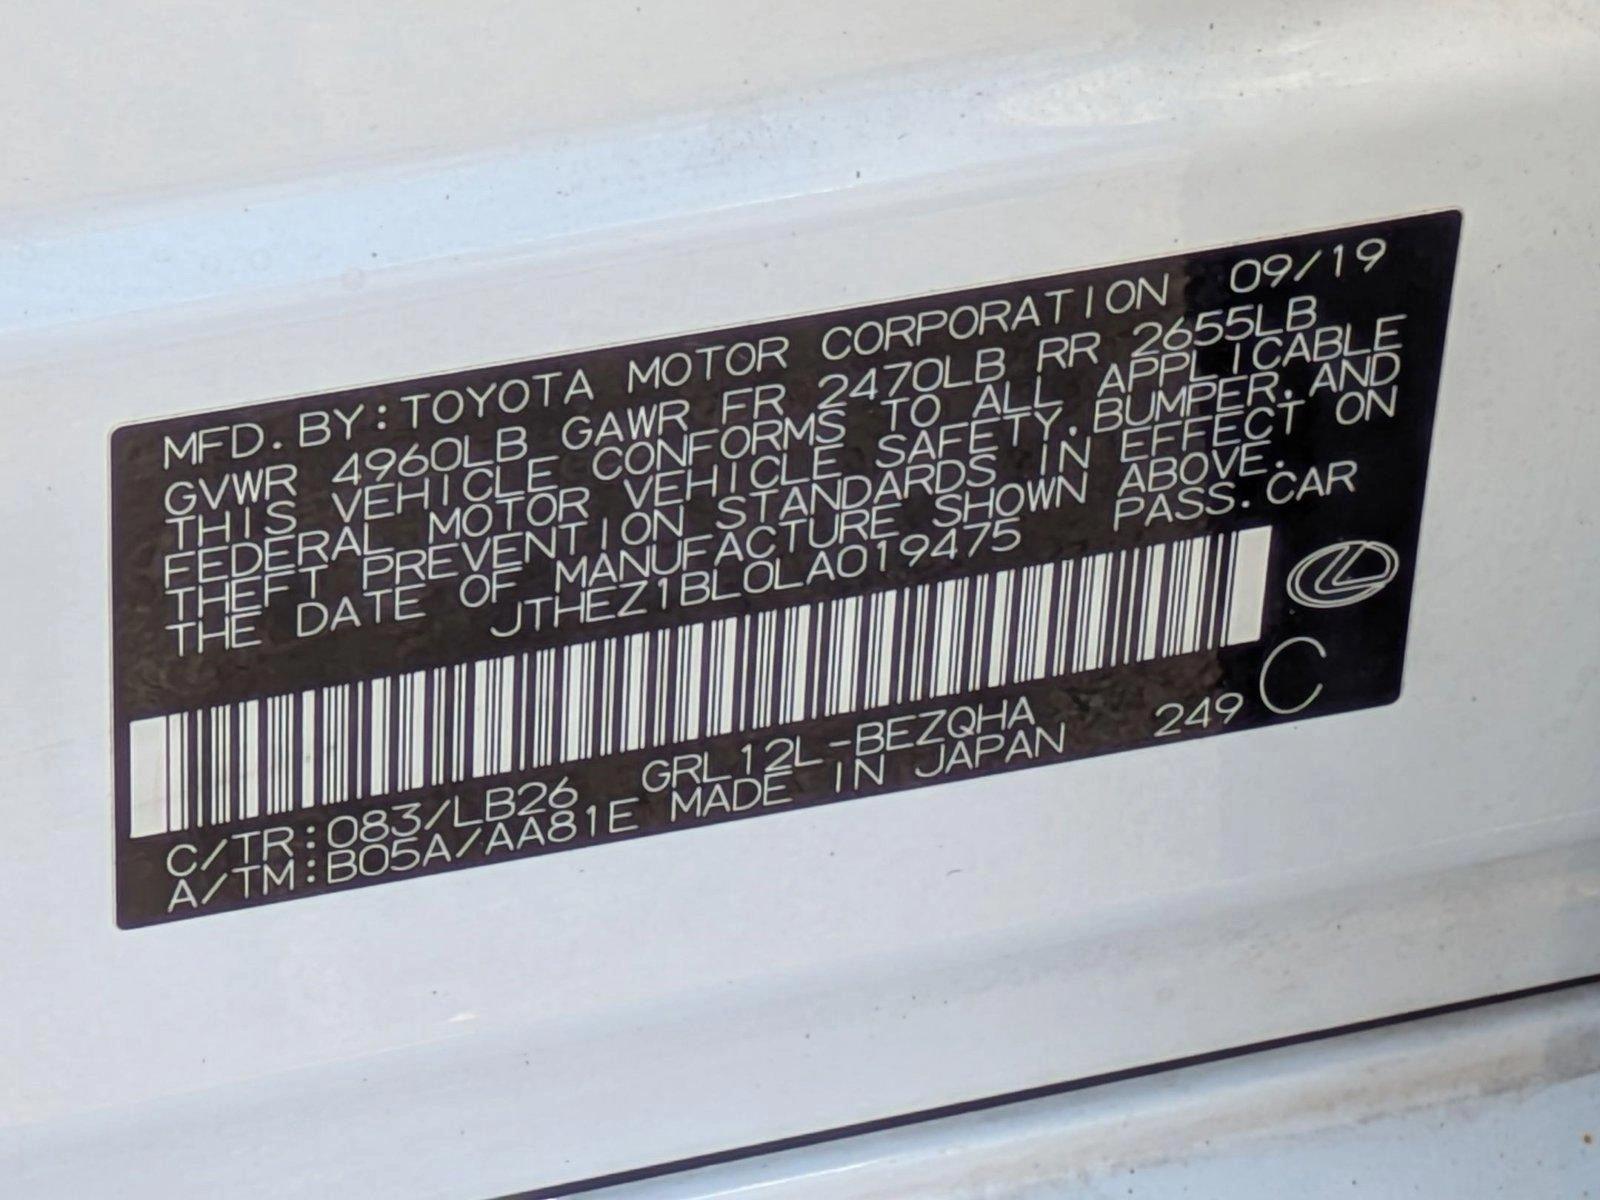 MFD. BY: TOYOTA MOTOR CORPORATION 09/19
GVWR 4960LB GAWR FR 2470LB RR 2655LB
THIS VEHICLE CONFORMS TO ALL APPLICABLE
FEDERAL MOTOR VEHICLE SAFETY, BUMPER, AND
THEFT PREVENTION STANDARDS IN EFFECT ON
THE DATE OF MANUFACTURE SHOWN ABOVE.
JTHEZ1BL0LA019475 PASS. CAR
C/TR:083/LB26 GRL12L-BEZQHA 249 C
A/TM:B05A/AA81E MADE IN JAPAN